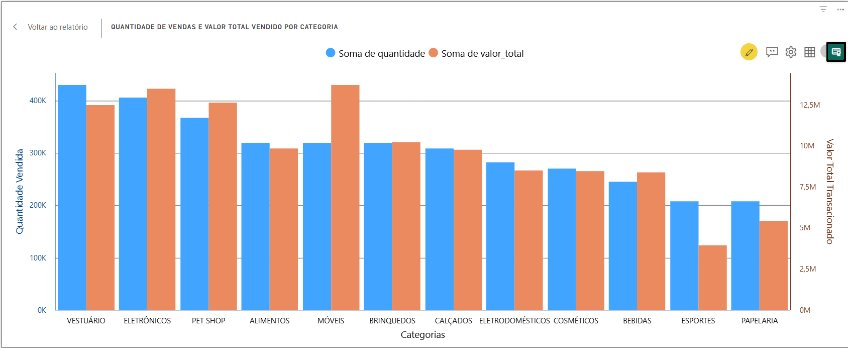 Voltar ao relatório
QUANTIDADE DE VENDAS E VALOR TOTAL VENDIDO POR CATEGORIA
Soma de quantidade Soma de valor_total
Quantidade Vendida
400K
300K
200K
100K
0K
12,5M
10M
7,5M
5M
2,5M
0M
Valor Total Transacionado
VESTUÁRIO ELETRÔNICOS PET SHOP ALIMENTOS MÓVEIS BRINQUEDOS CALÇADOS ELETRODOMÉSTICOS COSMÉTICOS BEBIDAS ESPORTES PAPELARIA
Categorias